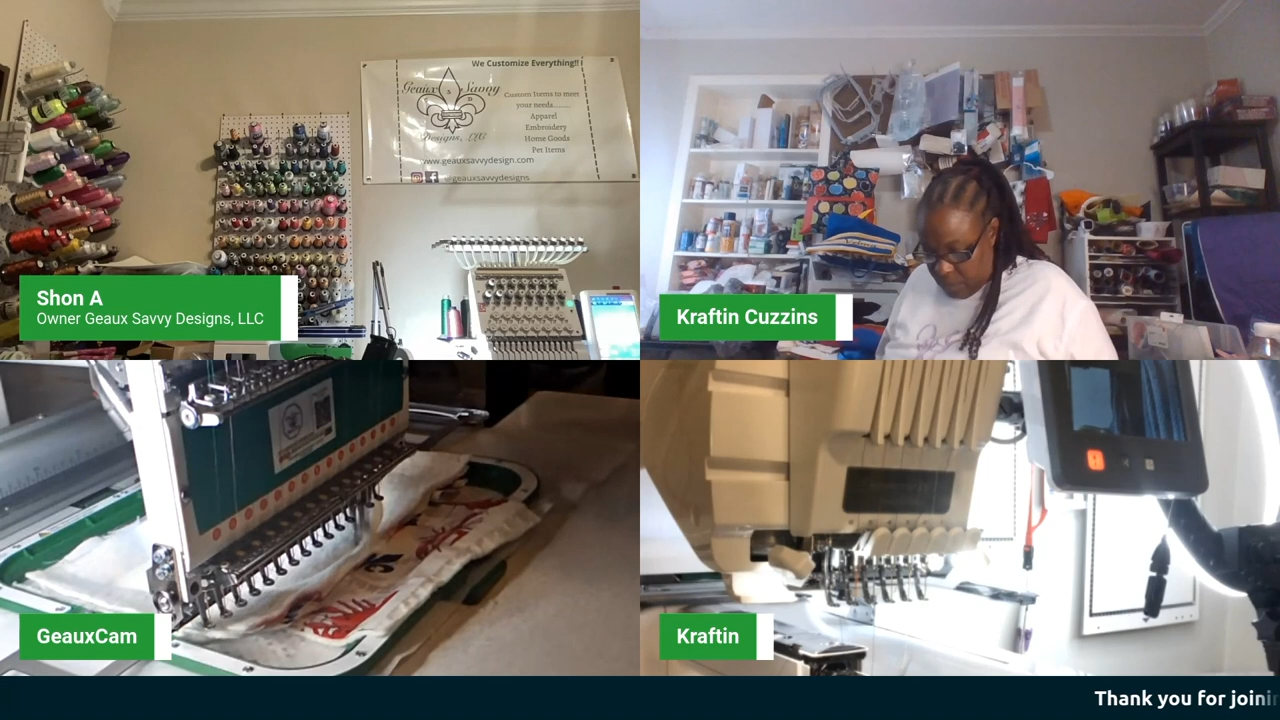 We Customize Everything!!
Geaux Savvy
S
D
Designs, LLC
Custom Items to meet
your needs.........
Apparel
Embroidery
Home Goods
Pet Items
www.geauxsavvydesign.com
@geauxsavvydesigns
Shon A
Owner Geaux Savvy Designs, LLC
Kraftin Cuzzins
GeauxCam
Kraftin
Thank you for joini